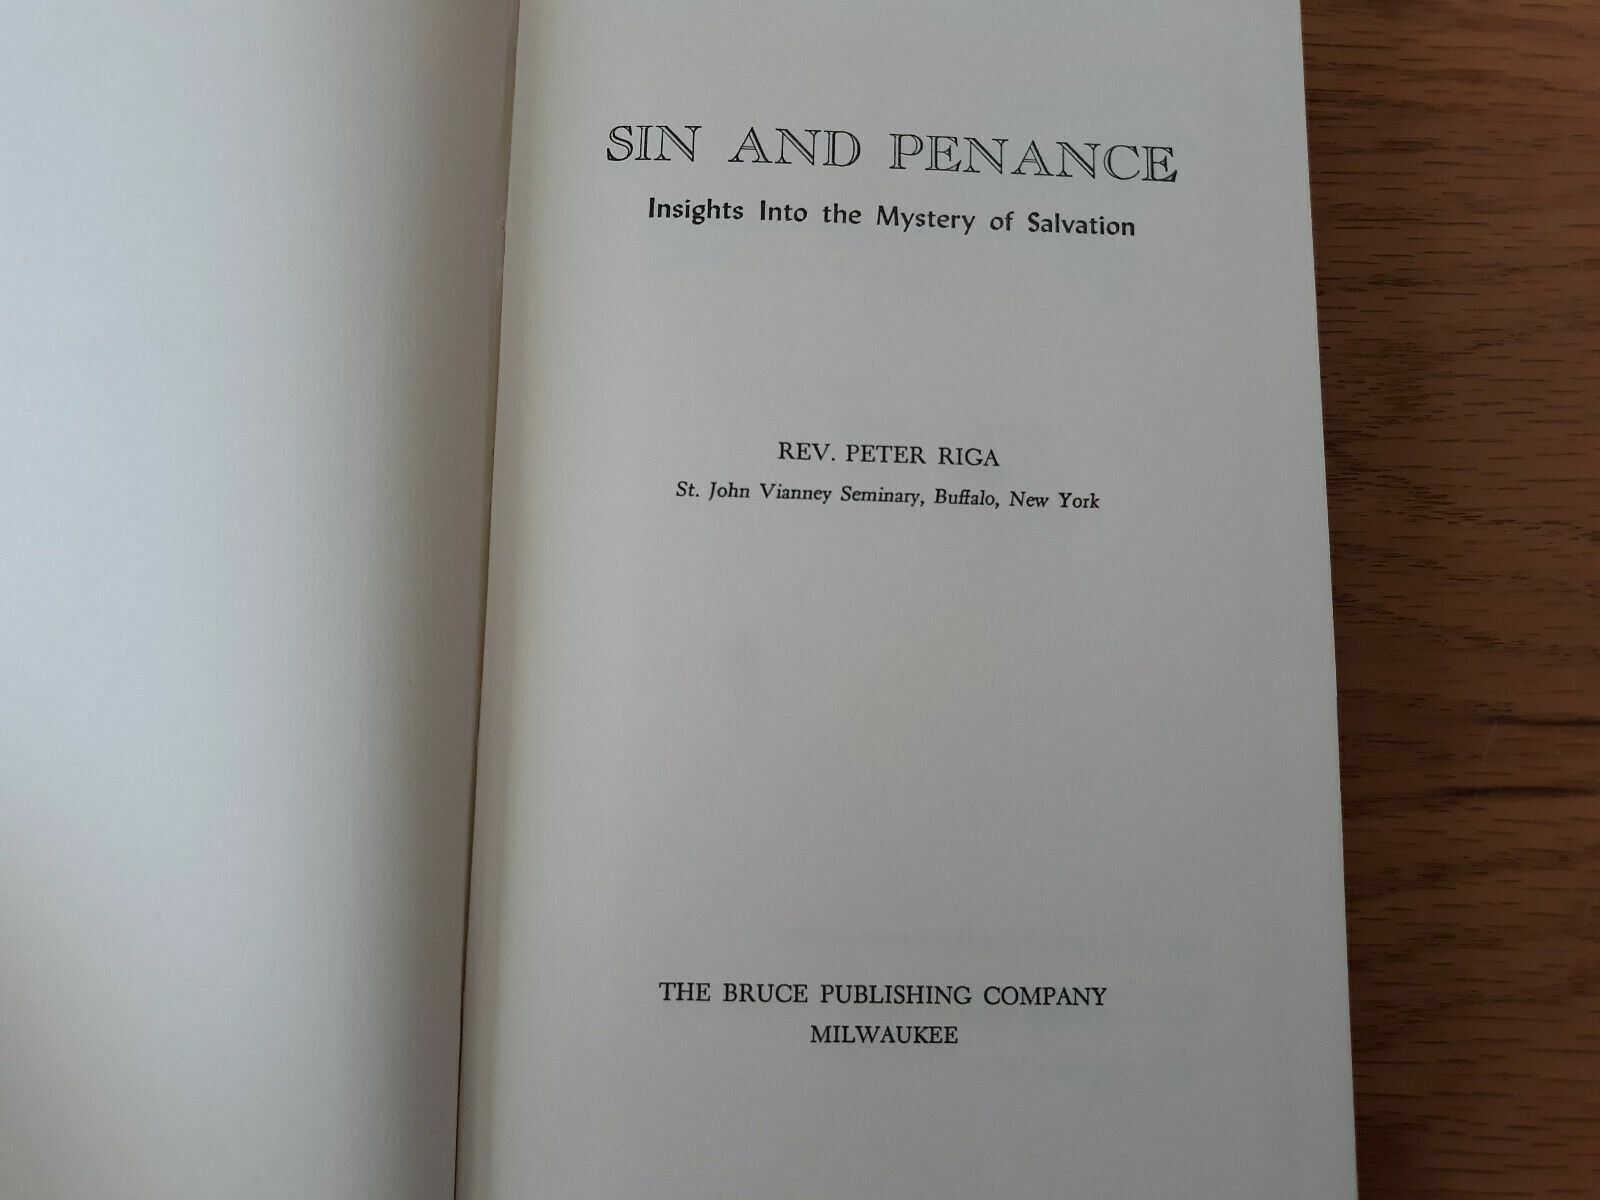 SIN AND PENANCE
Insights Into the Mystery of Salvation
REV. PETER RIGA
St. John Vianney Seminary, Buffalo, New York
THE BRUCE PUBLISHING COMPANY
MILWAUKEE